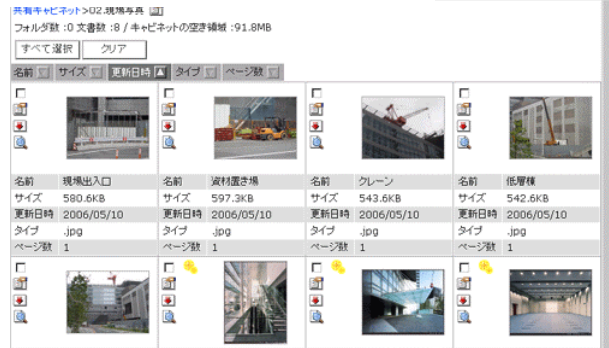 共有キャビネット>02.現場写真
フォルダ数 :0 文書数 :8 / キャビネットの空き領域 :91.8MB
すべて選択 クリア
名前 サイズ 更新日時 タイプ ページ数
名前 現場出入口 名前 資材置き場 名前 クレーン 名前 低層棟
サイズ 580.6KB サイズ 597.3KB サイズ 543.6KB サイズ 542.6KB
更新日時 2006/05/10 更新日時 2006/05/10 更新日時 2006/05/10 更新日時 2006/05/10
タイプ .jpg タイプ .jpg タイプ .jpg タイプ .jpg
ページ数 1 ページ数 1 ページ数 1 ページ数 1